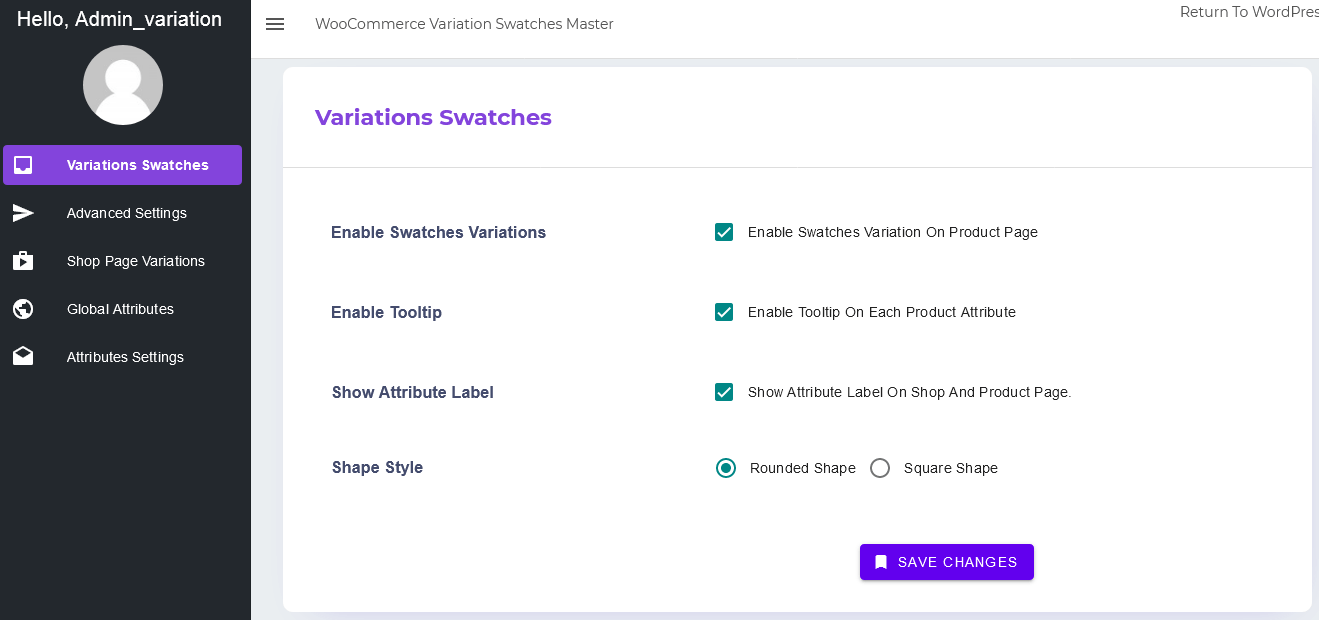 Hello, Admin_variation
Variations Swatches
Advanced Settings
Shop Page Variations
Global Attributes
Attributes Settings
WooCommerce Variation Swatches Master
Return To WordPres
Variations Swatches
Enable Swatches Variations
Enable Swatches Variation On Product Page
Enable Tooltip
Enable Tooltip On Each Product Attribute
Show Attribute Label
Show Attribute Label On Shop And Product Page.
Shape Style
Rounded Shape
Square Shape
SAVE CHANGES